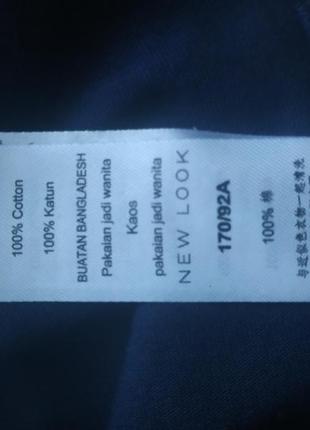 100% Cotton
100% Katun
BUATAN BANGLADESH
Pakaian jadi wanita
Kaos
pakaian jadi wanita
NEW LOOK
170/92A
100% 棉
与近似色衣物一起清洗